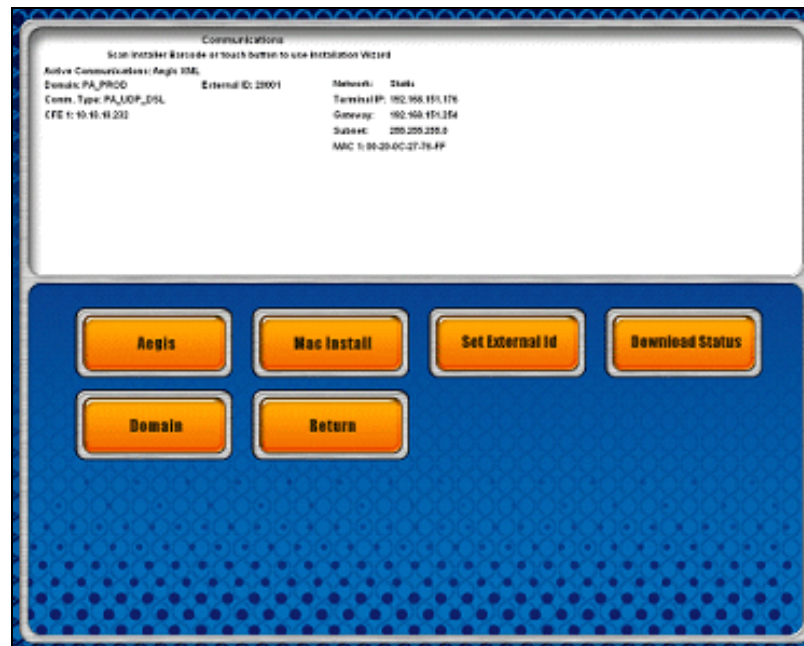 Communications
Scan Installer Barcode or touch button to use Installation Wizard
Active Communications: Aegis XML
Domain: PA_PROD External ID: 20001 Network: Static
Comm. Type: PA_UDP_DSL Terminal IP: 192.168.151.176
CFE 1: 10.18.18.232 Gateway: 192.168.151.254
Subnet: 255.255.255.0
MAC 1: 00-20-0C-27-76-FF
Aegis Mac Install Set External Id Download Status
Domain Return